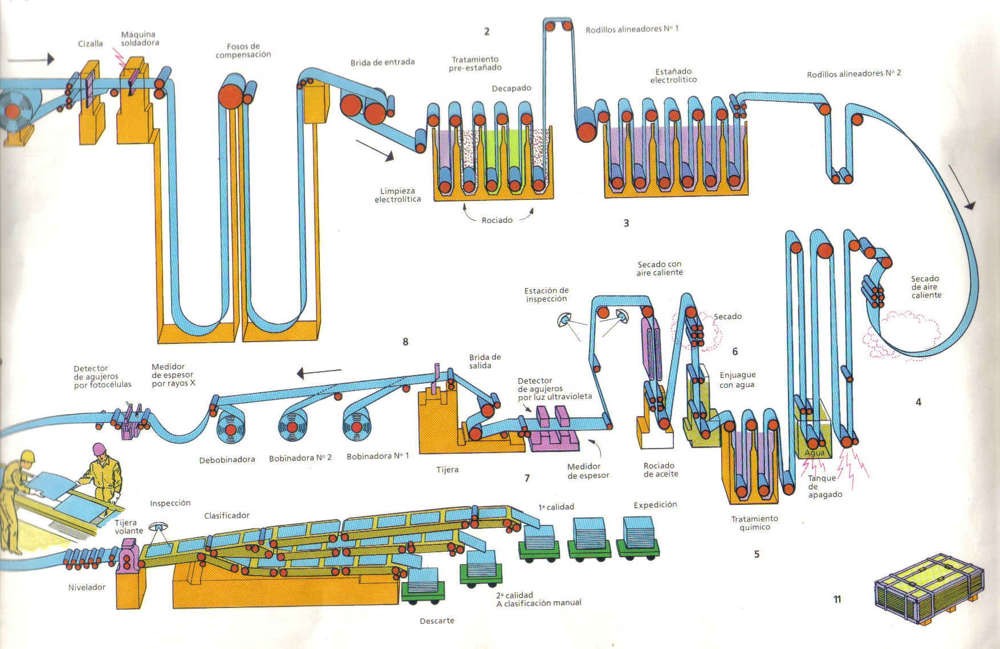 Cizalla
Máquina
soldadora
Fosos de
compensación
Brida de entrada
2
Tratamiento
pre-estañado
Decapado
Rodillos alineadores Nº 1
Estañado
electrolítico
Rodillos alineadores Nº 2
Limpieza
electrolítica
Rociado
3
Secado con
aire caliente
Estación de
inspección
Secado
Secado
de aire
caliente
8
6
Detector
de agujeros
por fotocélulas
Medidor
de espesor
por rayos X
Brida de
salida
Detector
de agujeros
por luz ultravioleta
Enjuague
con agua
4
Debobinadora
Bobinadora Nº 2
Bobinadora Nº 1
Tijera
7
Medidor
de espesor
Rociado
de aceite
Agua
Tanque
de
apagado
Inspección
Clasificador
Tijera
volante
1ª calidad
Expedición
Tratamiento
químico
5
Nivelador
2ª calidad
A clasificación manual
Descarte
11